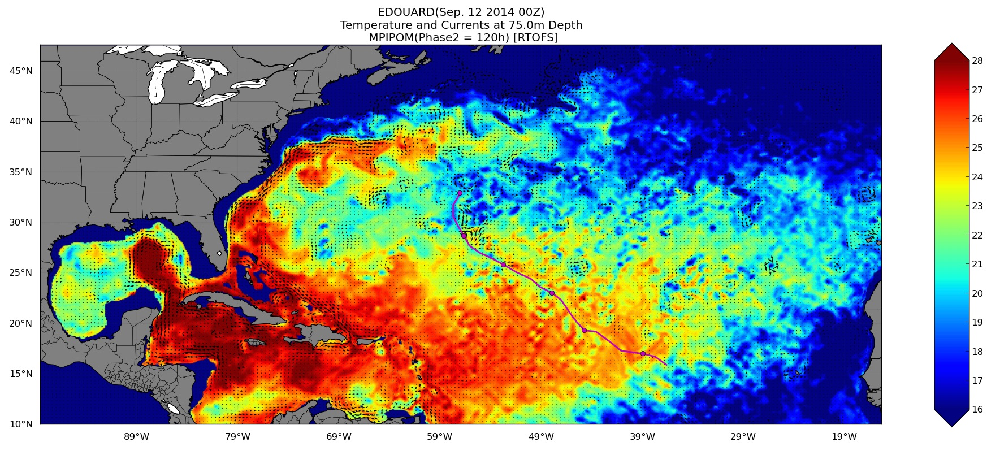 EDOUARD(Sep. 12 2014 00Z)
Temperature and Currents at 75.0m Depth
MPIPOM(Phase2 = 120h) [RTOFS]
45°N
40°N
35°N
30°N
25°N
20°N
15°N
10°N
89°W 79°W 69°W 59°W 49°W 39°W 29°W 19°W
28
27
26
25
24
23
22
21
20
19
18
17
16